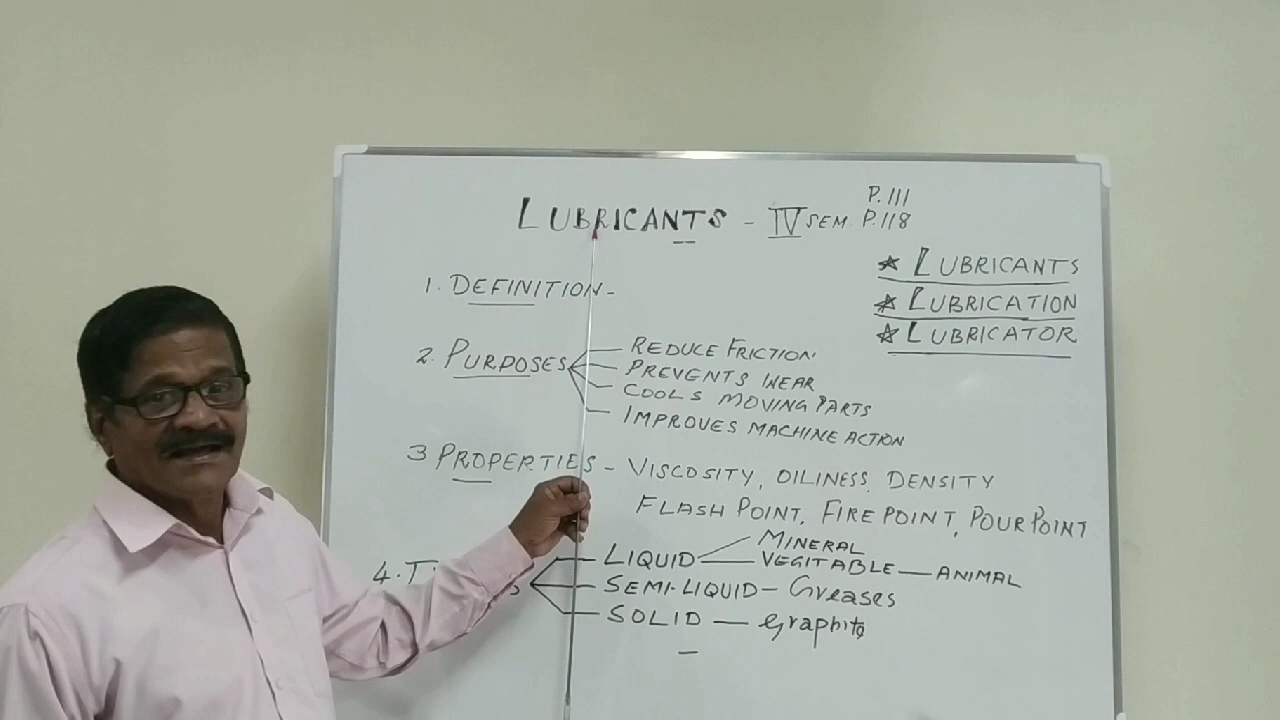 P.111
LUBRICANTS - IV SEM. P.118
* LUBRICANTS
* LUBRICATION
* LUBRICATOR
1. DEFINITION -
2. PURPOSES
REDUCE FRICTION
PREVENTS WEAR
COOLS MOVING PARTS
IMPROVES MACHINE ACTION
3 PROPERTIES - VISCOSITY, OILINESS, DENSITY
FLASH POINT, FIRE POINT, POUR POINT
4.
LIQUID — MINERAL
VEGITABLE — ANIMAL
SEMI-LIQUID - Greases
SOLID — Graphite